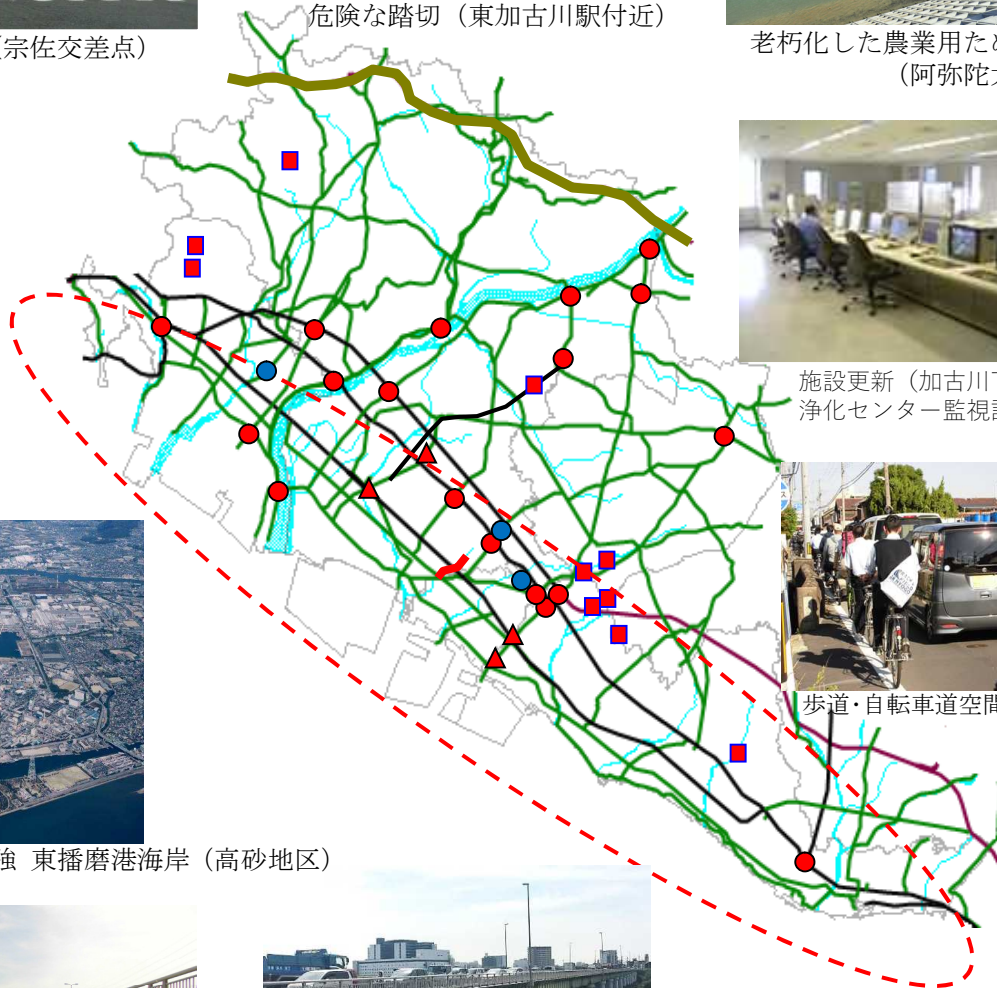 (宗佐交差点)
危険な踏切（東加古川駅付近）
老朽化した農業用た
(阿弥陀
施設更新（加古川
浄化センター監視
歩道・自転車道空間
強 東播磨港海岸（高砂地区）